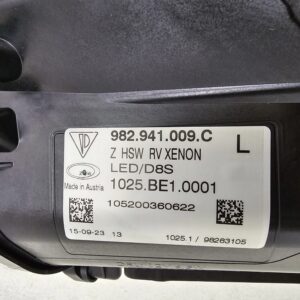 982.941.009.C
Z HSW RV XENON L
LED/D8S
Made in Austria 1025.BE1.0001
105200360622
15-09-23 13 1025.1 / 98283105